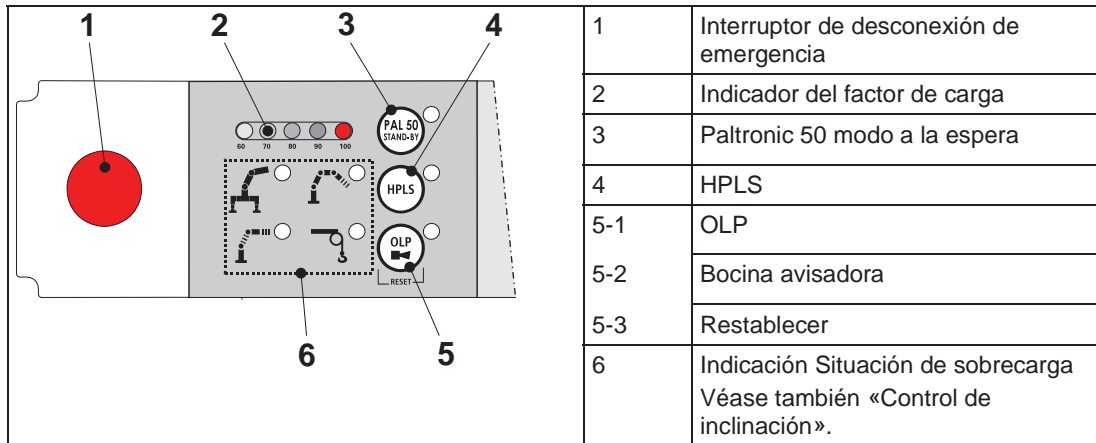 1
2
3
4
60 70 80 90 100
PAL 50
STAND-BY
HPLS
OLP
RESET
6
5
1 Interruptor de desconexión de
emergencia
2 Indicador del factor de carga
3 Paltronic 50 modo a la espera
4 HPLS
5-1 OLP
5-2 Bocina avisadora
5-3 Restablecer
6 Indicación Situación de sobrecarga
Véase también «Control de
inclinación».